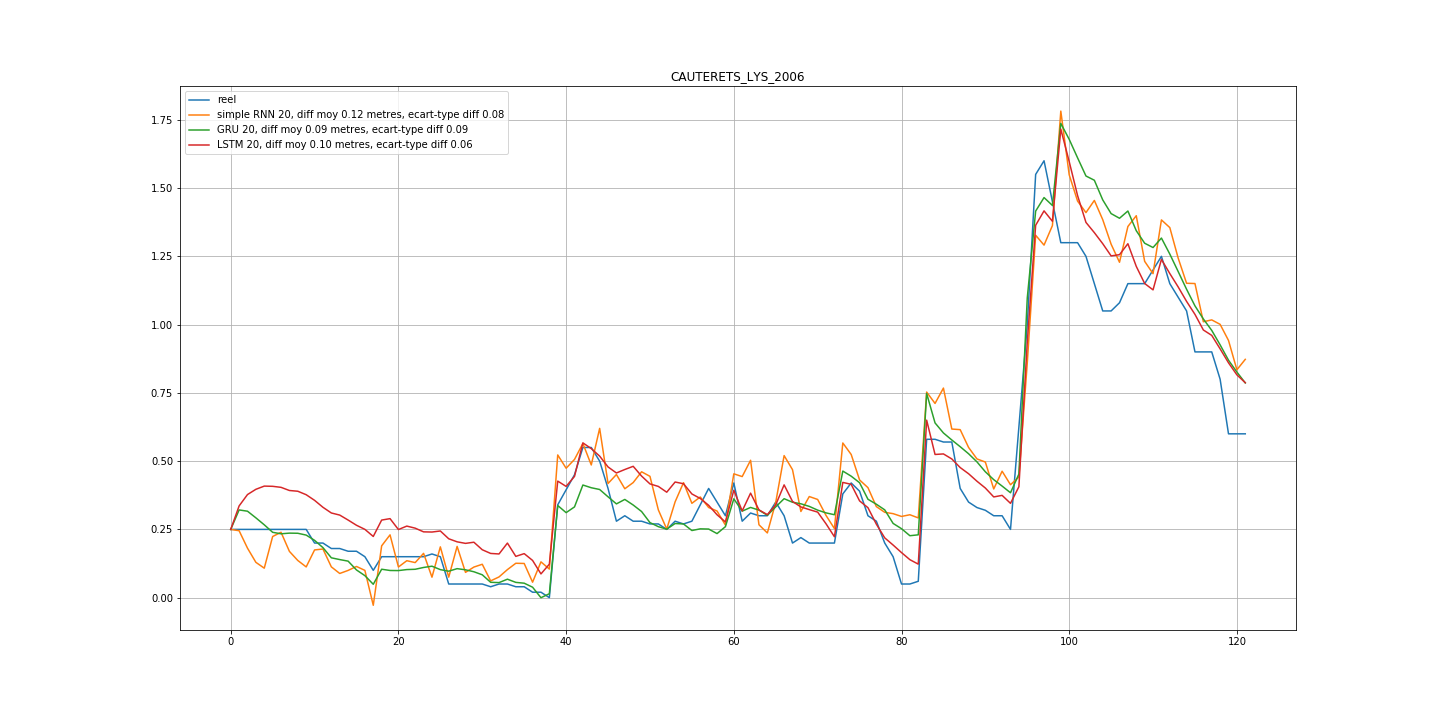 CAUTERETS_LYS_2006
reel
simple RNN 20, diff moy 0.12 metres, ecart-type diff 0.08
GRU 20, diff moy 0.09 metres, ecart-type diff 0.09
LSTM 20, diff moy 0.10 metres, ecart-type diff 0.06
1.75
1.50
1.25
1.00
0.75
0.50
0.25
0.00
0 20 40 60 80 100 120